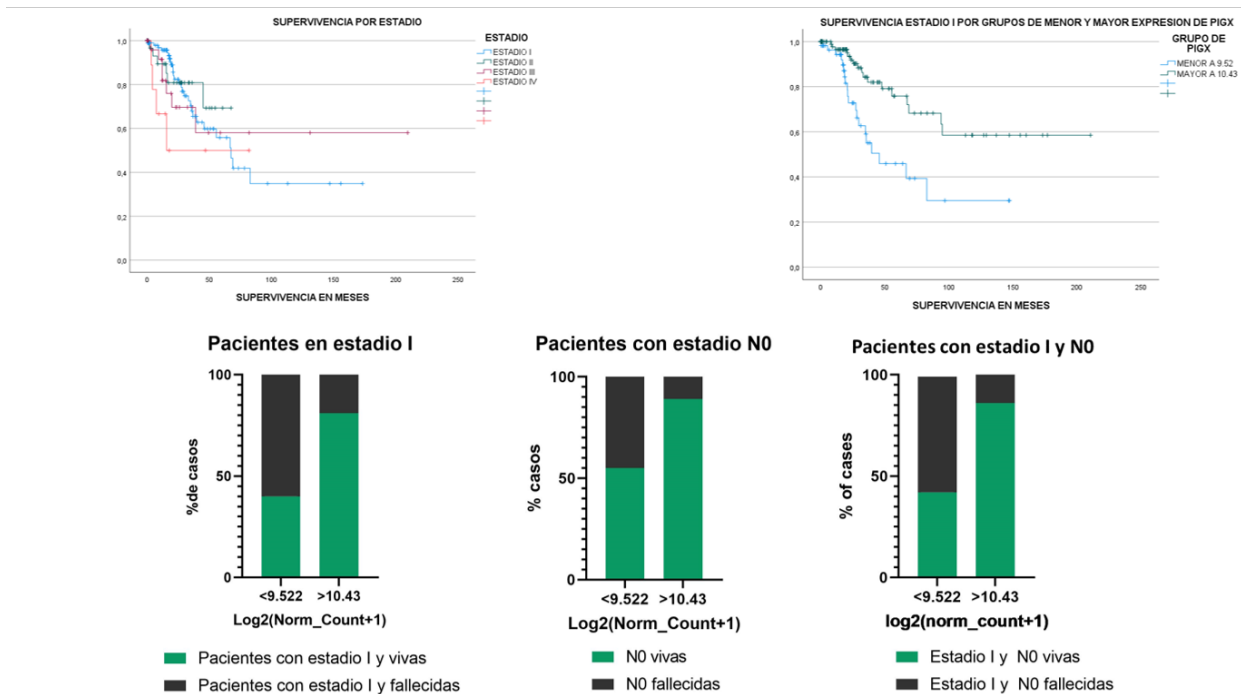 SUPERVIVENCIA POR ESTADIO
1,0
0,8
0,6
0,4
0,2
0,0
0
50
100
150
200
250
SUPERVIVENCIA EN MESES
ESTADIO
ESTADIO I
ESTADIO II
ESTADIO III
ESTADIO IV
SUPERVIVENCIA ESTADIO I POR GRUPOS DE MENOR Y MAYOR EXPRESION DE PIGX
1,0
0,8
0,6
0,4
0,2
0,0
0
50
100
150
200
250
SUPERVIVENCIA EN MESES
GRUPO DE
PIGX
MENOR A 9.52
MAYOR A 10.43
Pacientes en estadio I
%de casos
100
50
0
<9.522 >10.43
Log2(Norm_Count+1)
Pacientes con estadio I y vivas
Pacientes con estadio I y fallecidas
Pacientes con estadio N0
% casos
100
50
0
<9.522 >10.43
Log2(Norm_Count+1)
N0 vivas
N0 fallecidas
Pacientes con estadio I y N0
% of cases
100
50
0
<9.522 >10.43
log2(norm_count+1)
Estadio I y N0 vivas
Estadio I y N0 fallecidas